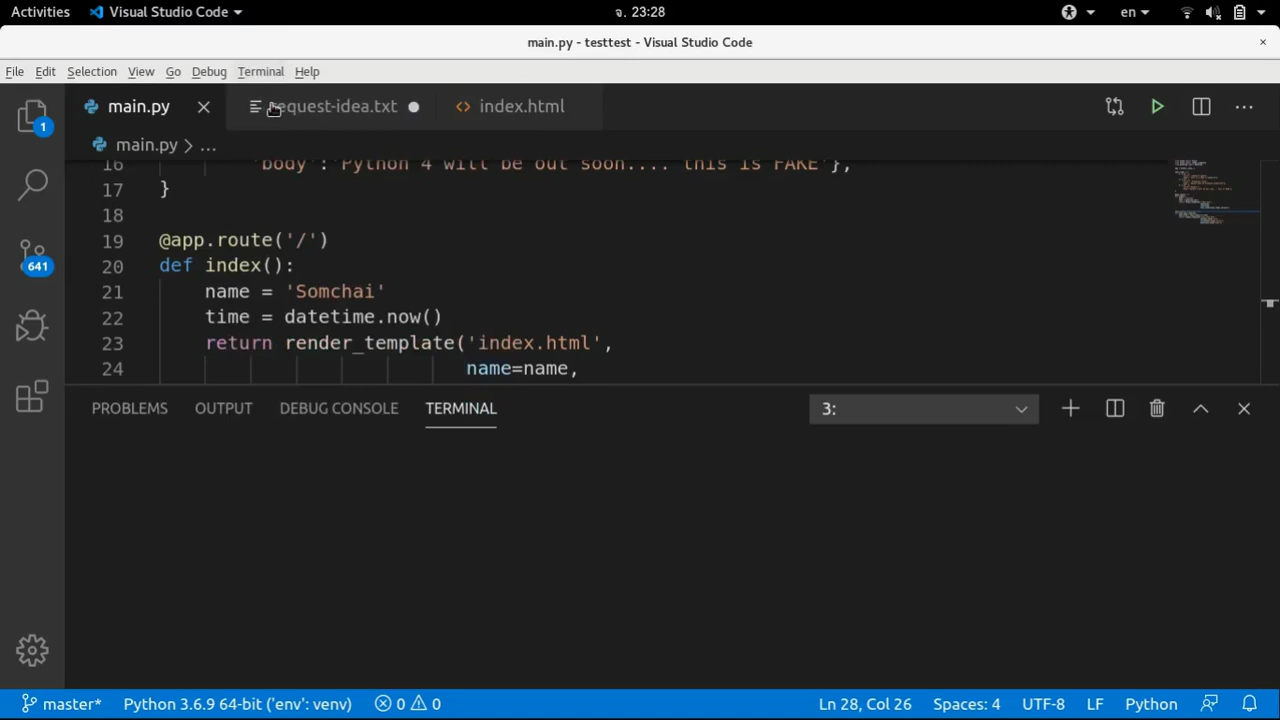 Activities Visual Studio Code จ. 23:28 en
main.py - testtest - Visual Studio Code ×
File Edit Selection View Go Debug Terminal Help
main.py request-idea.txt index.html
1
main.py > ...
16 'body':'Python 4 will be out soon.... this is FAKE'},
17 }
18
19 @app.route('/')
20 def index():
21 name = 'Somchai'
22 time = datetime.now()
23 return render_template('index.html',
24 name=name,
641
PROBLEMS OUTPUT DEBUG CONSOLE TERMINAL 3:
master* Python 3.6.9 64-bit ('env': venv) 0 0 Ln 28, Col 26 Spaces: 4 UTF-8 LF Python